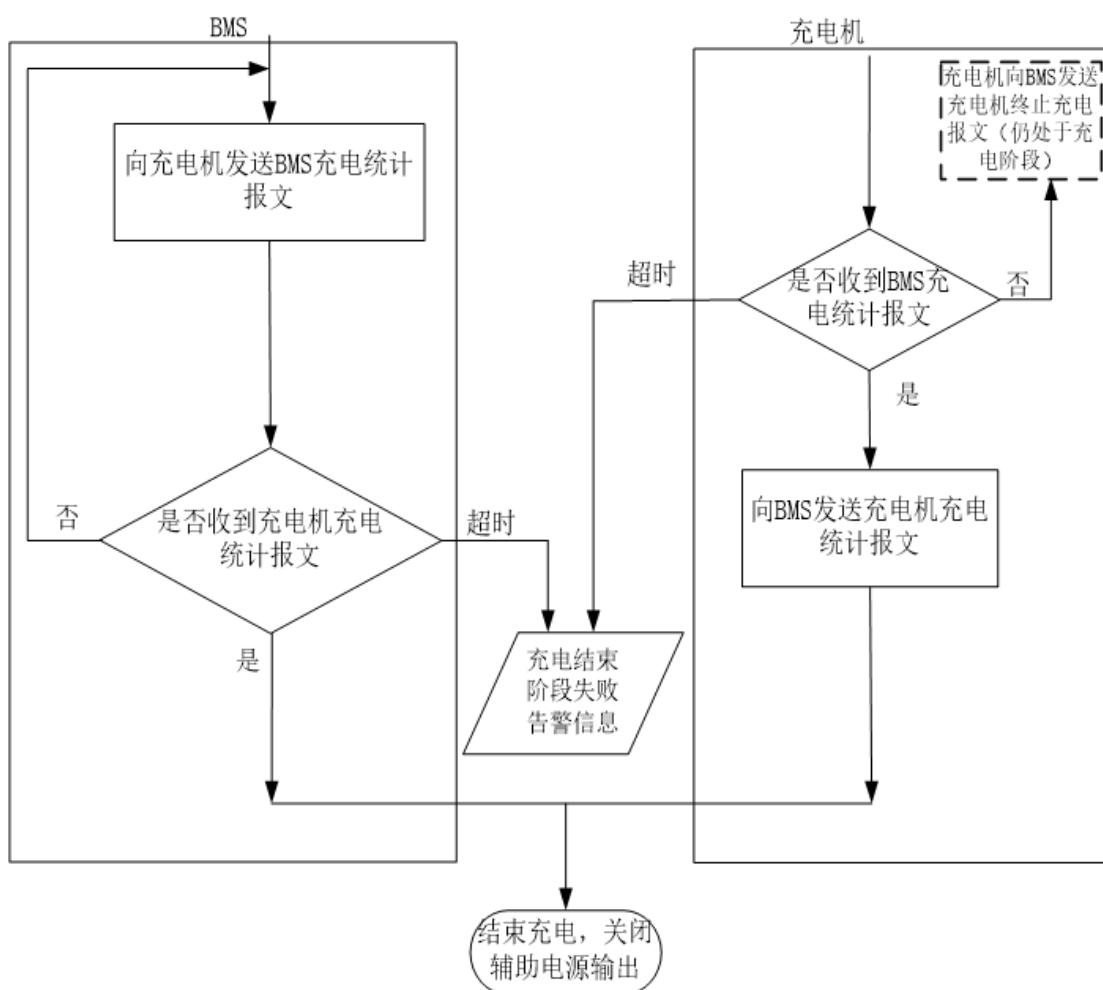 BMS
向充电机发送BMS充电统计
报文
是否收到充电机充电
统计报文
否
超时
是
充电机
充电机向BMS发送
充电机终止充电
报文（仍处于充
电阶段）
是否收到BMS充
电统计报文
超时
否
是
向BMS发送充电机充电
统计报文
充电结束
阶段失败
告警信息
结束充电，关闭
辅助电源输出